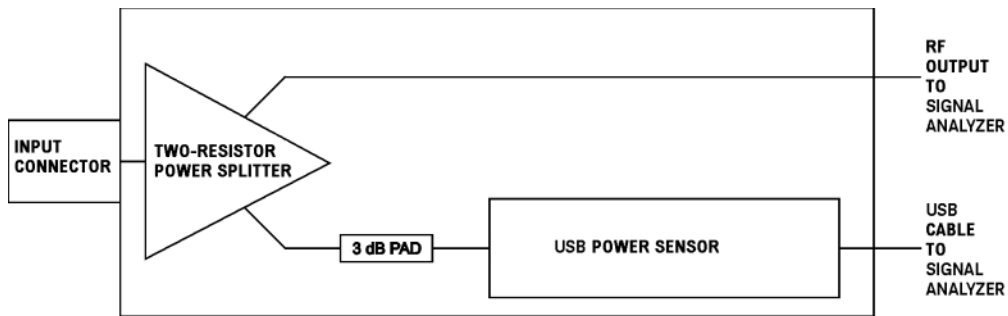 INPUT
CONNECTOR
TWO-RESISTOR
POWER SPLITTER
3 dB PAD
USB POWER SENSOR
RF
OUTPUT
TO
SIGNAL
ANALYZER
USB
CABLE
TO
SIGNAL
ANALYZER